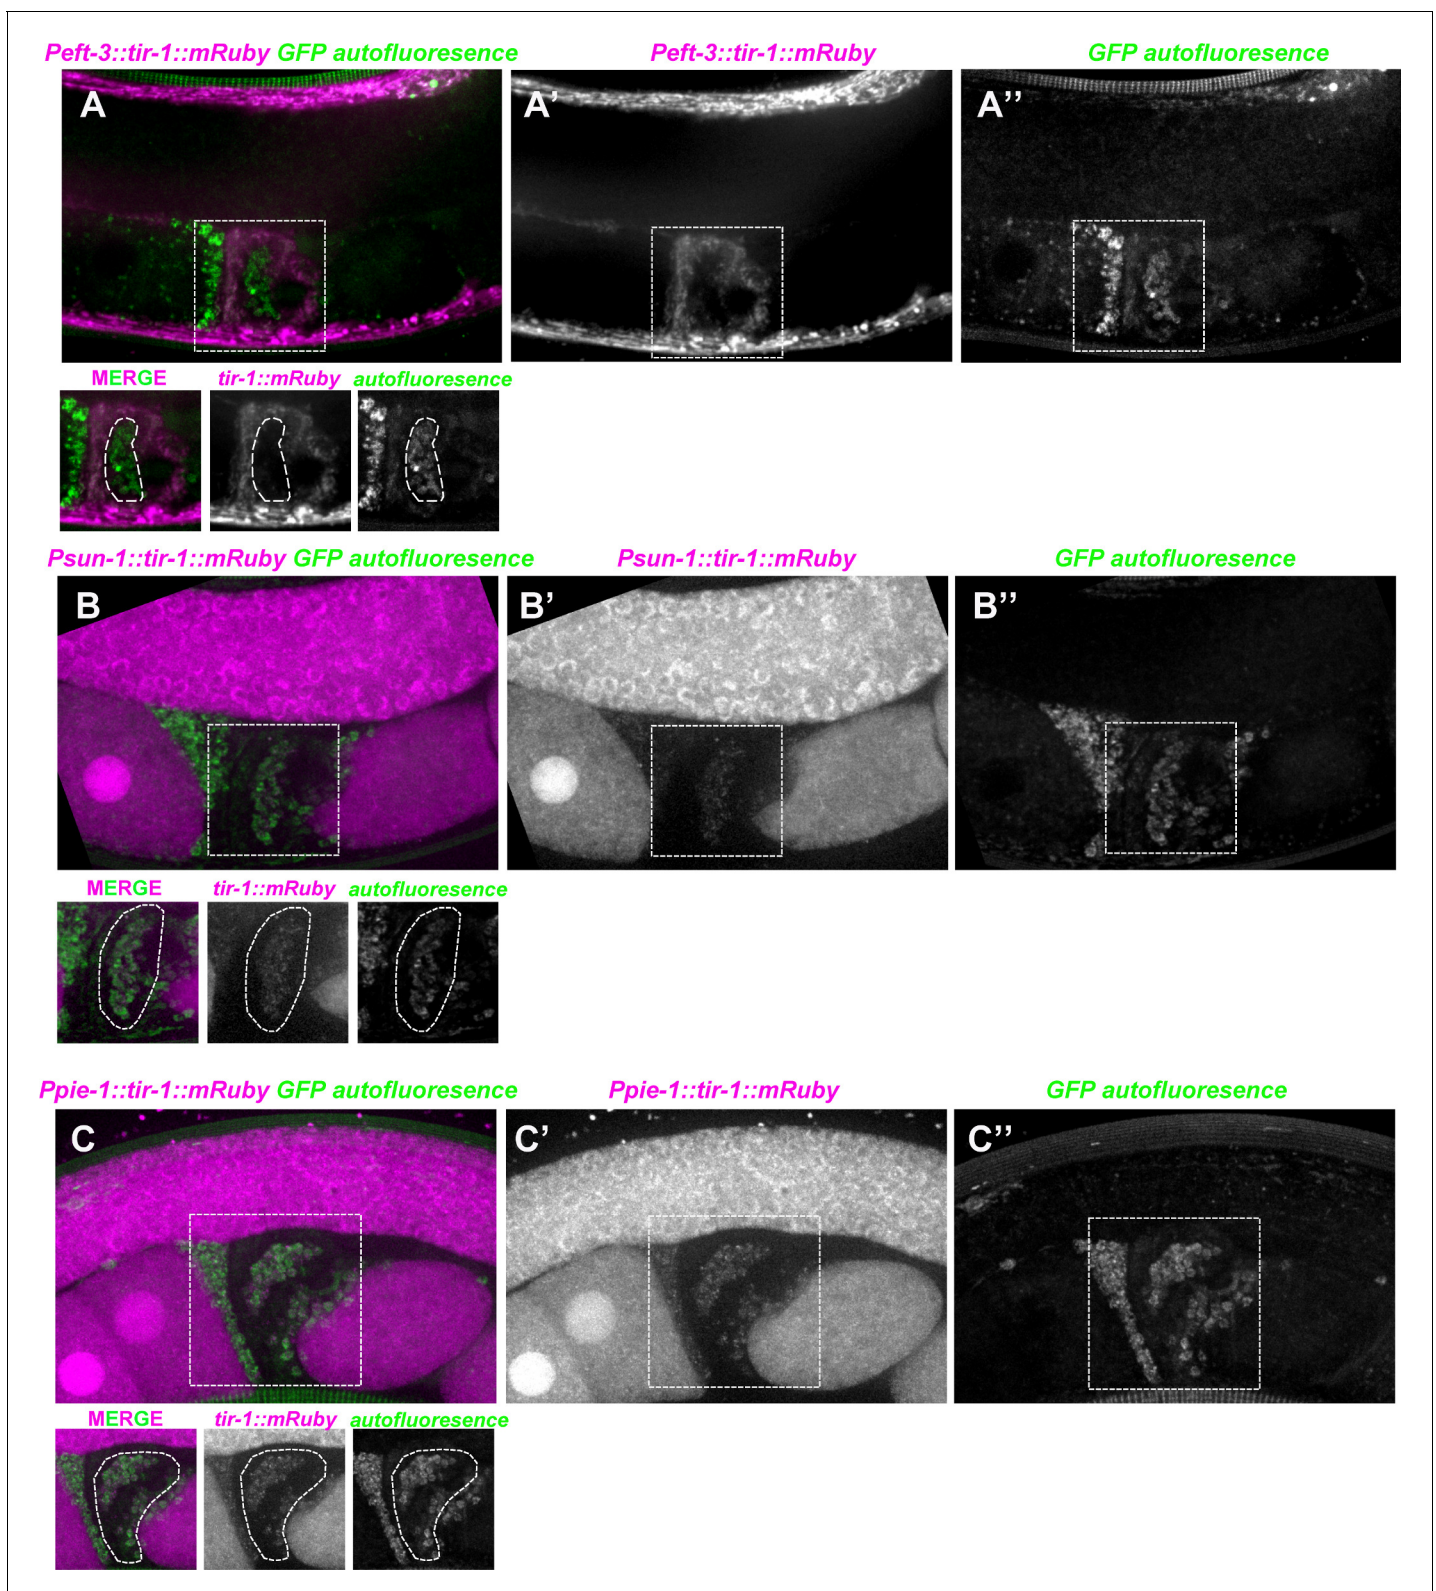 Peft-3::tir-1::mRuby GFP autofluoresence
Peft-3::tir-1::mRuby
GFP autofluoresence
A
A’
A’’
MERGE
tir-1::mRuby
autofluoresence
Psun-1::tir-1::mRuby GFP autofluoresence
Psun-1::tir-1::mRuby
GFP autofluoresence
B
B’
B’’
MERGE
tir-1::mRuby
autofluoresence
Ppie-1::tir-1::mRuby GFP autofluoresence
Ppie-1::tir-1::mRuby
GFP autofluoresence
C
C’
C’’
MERGE
tir-1::mRuby
autofluoresence